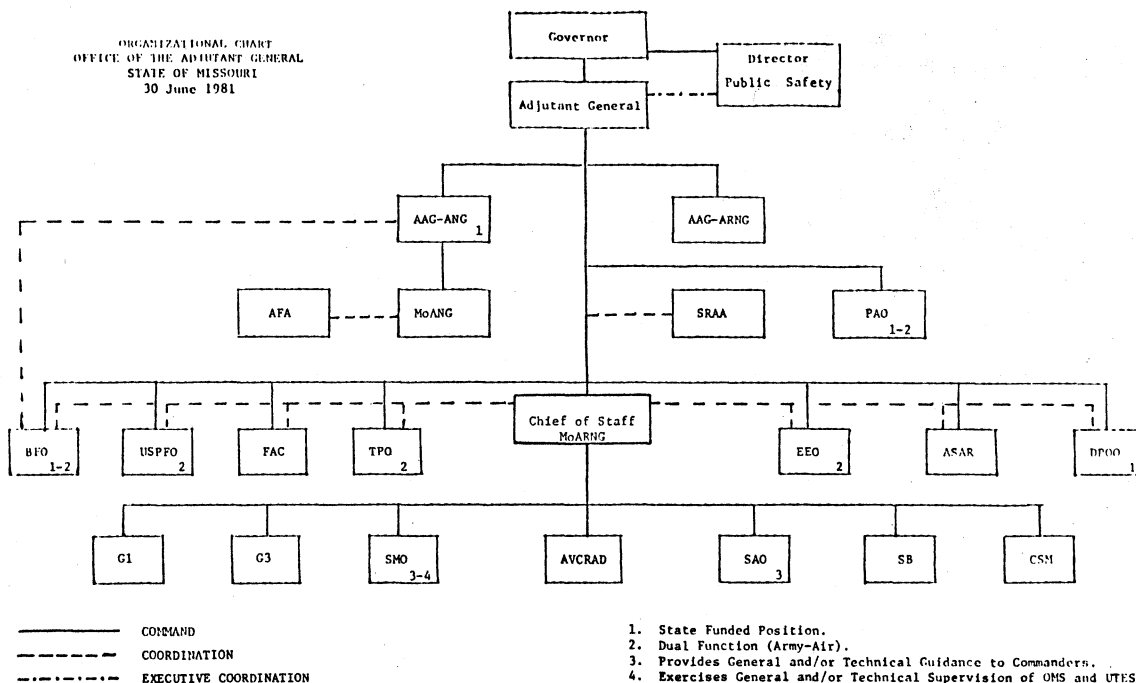 ORGANIZATIONAL CHART
OFFICE OF THE ADJUTANT GENERAL
STATE OF MISSOURI
30 June 1981
Governor
Director
Public Safety
Adjutant General
AAG-ANG
1
AAG-ARNG
AFA
MoANG
SRAA
PAO
1-2
Chief of Staff
MoARNG
BFO
1-2
USPFO
2
FAC
TPO
2
EEO
2
ASAR
DPOO
1
G1
G3
SMO
3-4
AVCRAD
SAO
3
SB
CSM
COMMAND
COORDINATION
EXECUTIVE COORDINATION
1. State Funded Position.
2. Dual Function (Army-Air).
3. Provides General and/or Technical Guidance to Commanders.
4. Exercises General and/or Technical Supervision of OMS and UTES